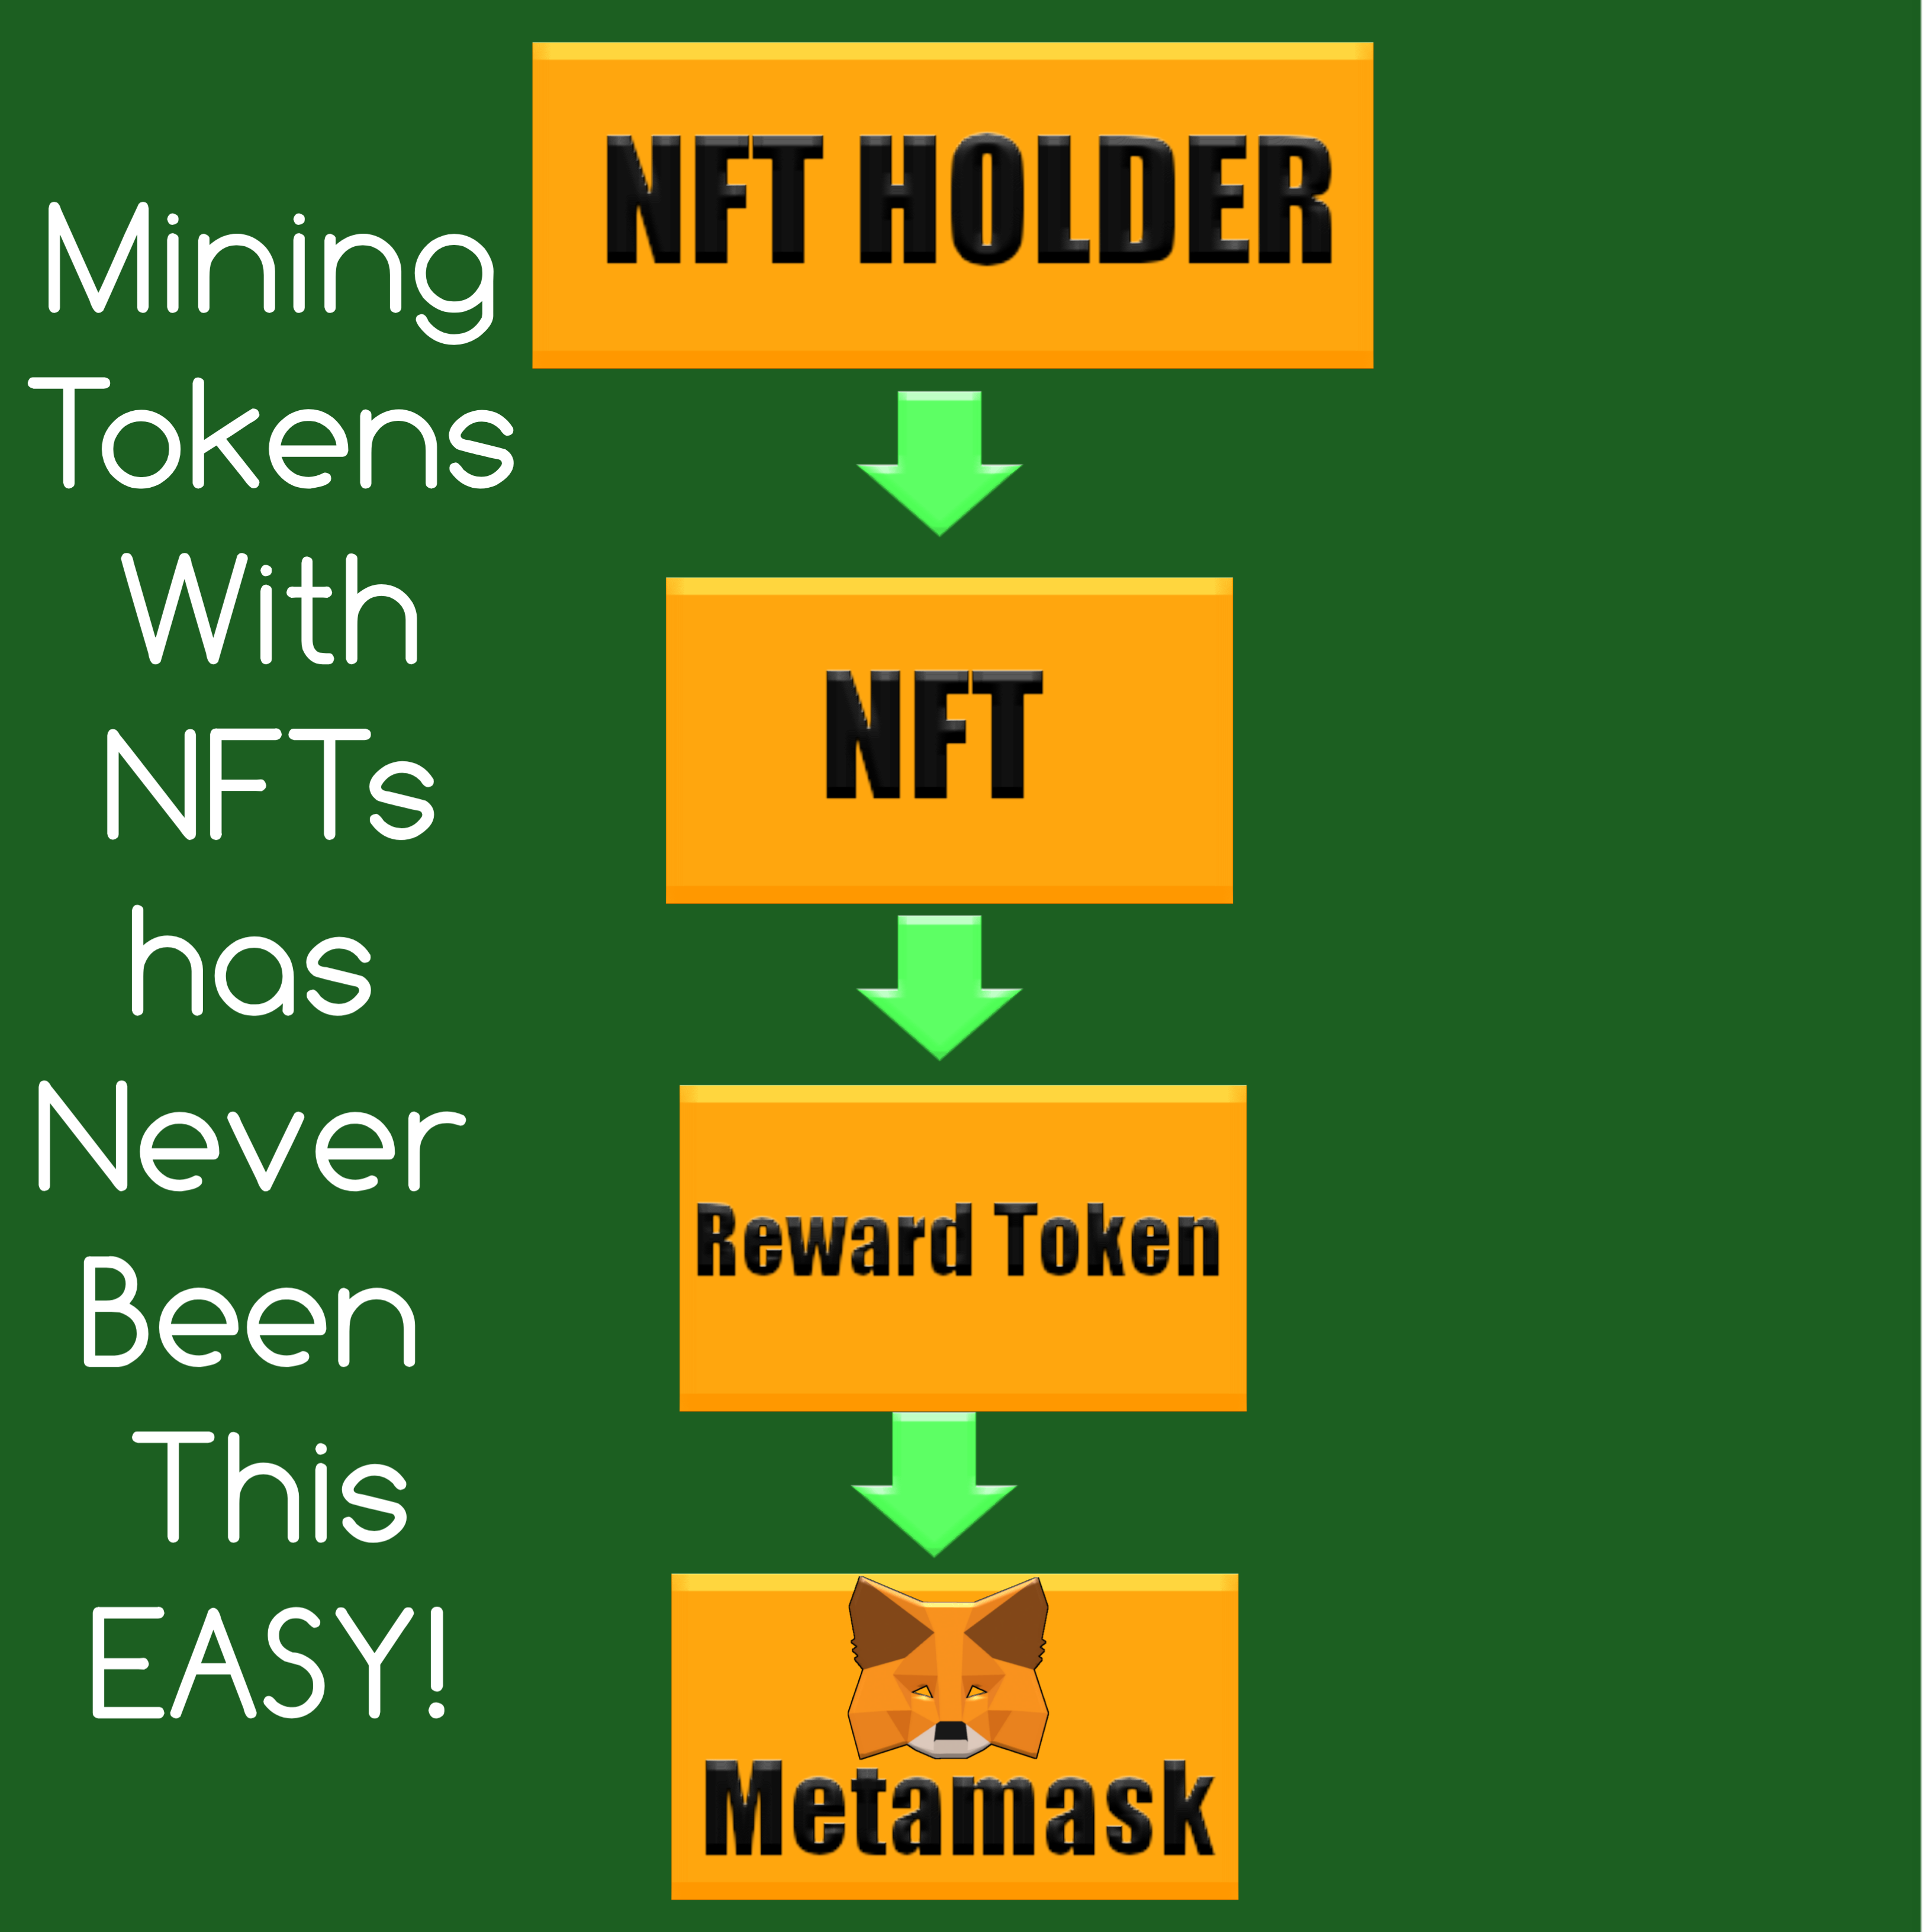 Mining
Tokens
With
NFTs
has
Never
Been
This
EASY!
NFT HOLDER
NFT
Reward Token
Metamask